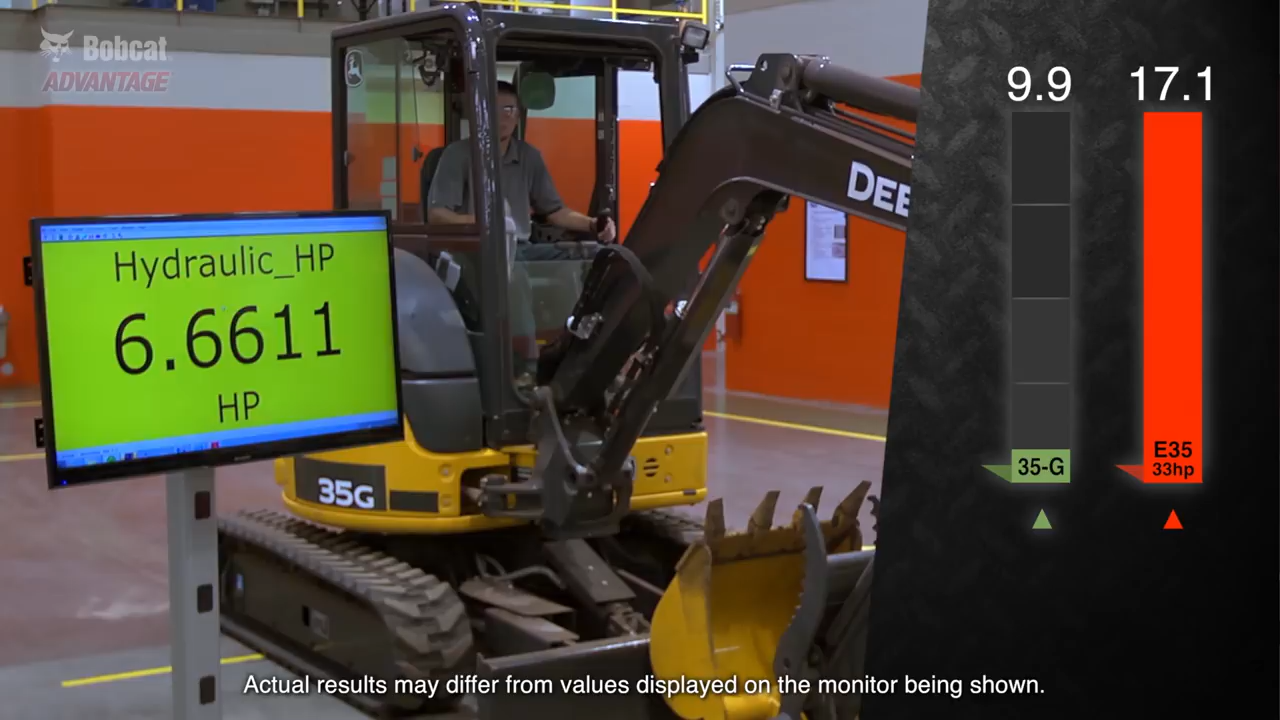 Bobcat
ADVANTAGE
9.9
17.1
DEE
Hydraulic_HP
6.6611
HP
35G
35-G
E35
33hp
Actual results may differ from values displayed on the monitor being shown.